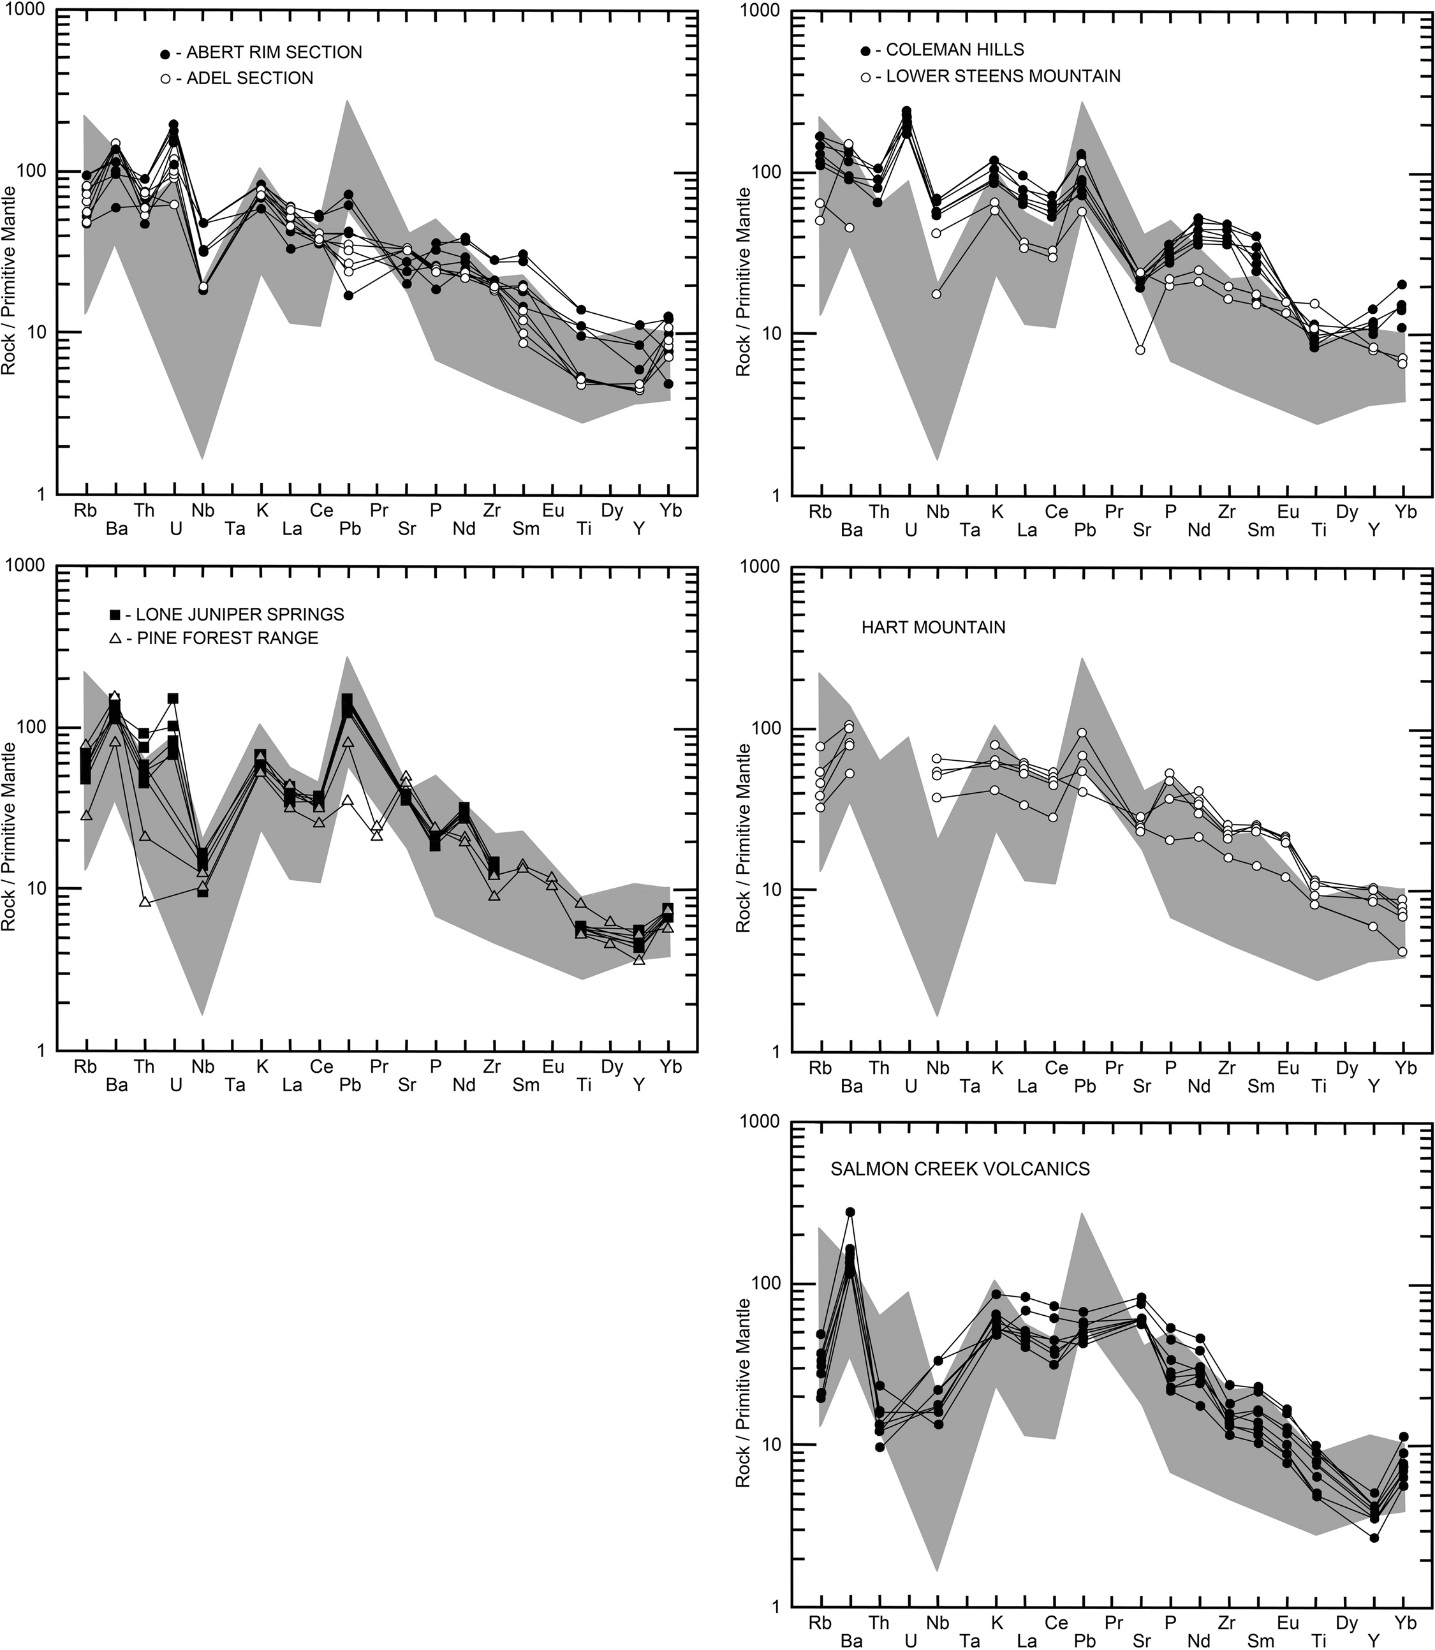 1000
100
10
1
Rock / Primitive Mantle
- ABERT RIM SECTION
- ADEL SECTION
Rb Th Nb K Ce Pr P Zr Eu Dy Yb
Ba U Ta La Pb Sr Nd Sm Ti Y
1000
100
10
1
Rock / Primitive Mantle
- COLEMAN HILLS
- LOWER STEENS MOUNTAIN
Rb Th Nb K Ce Pr P Zr Eu Dy Yb
Ba U Ta La Pb Sr Nd Sm Ti Y
1000
100
10
1
Rock / Primitive Mantle
- LONE JUNIPER SPRINGS
- PINE FOREST RANGE
Rb Th Nb K Ce Pr P Zr Eu Dy Yb
Ba U Ta La Pb Sr Nd Sm Ti Y
1000
100
10
1
Rock / Primitive Mantle
HART MOUNTAIN
Rb Th Nb K Ce Pr P Zr Eu Dy Yb
Ba U Ta La Pb Sr Nd Sm Ti Y
1000
100
10
1
Rock / Primitive Mantle
SALMON CREEK VOLCANICS
Rb Th Nb K Ce Pr P Zr Eu Dy Yb
Ba U Ta La Pb Sr Nd Sm Ti Y